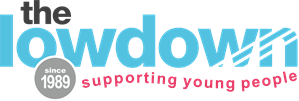 the
lowdown
since
1989
supporting young people